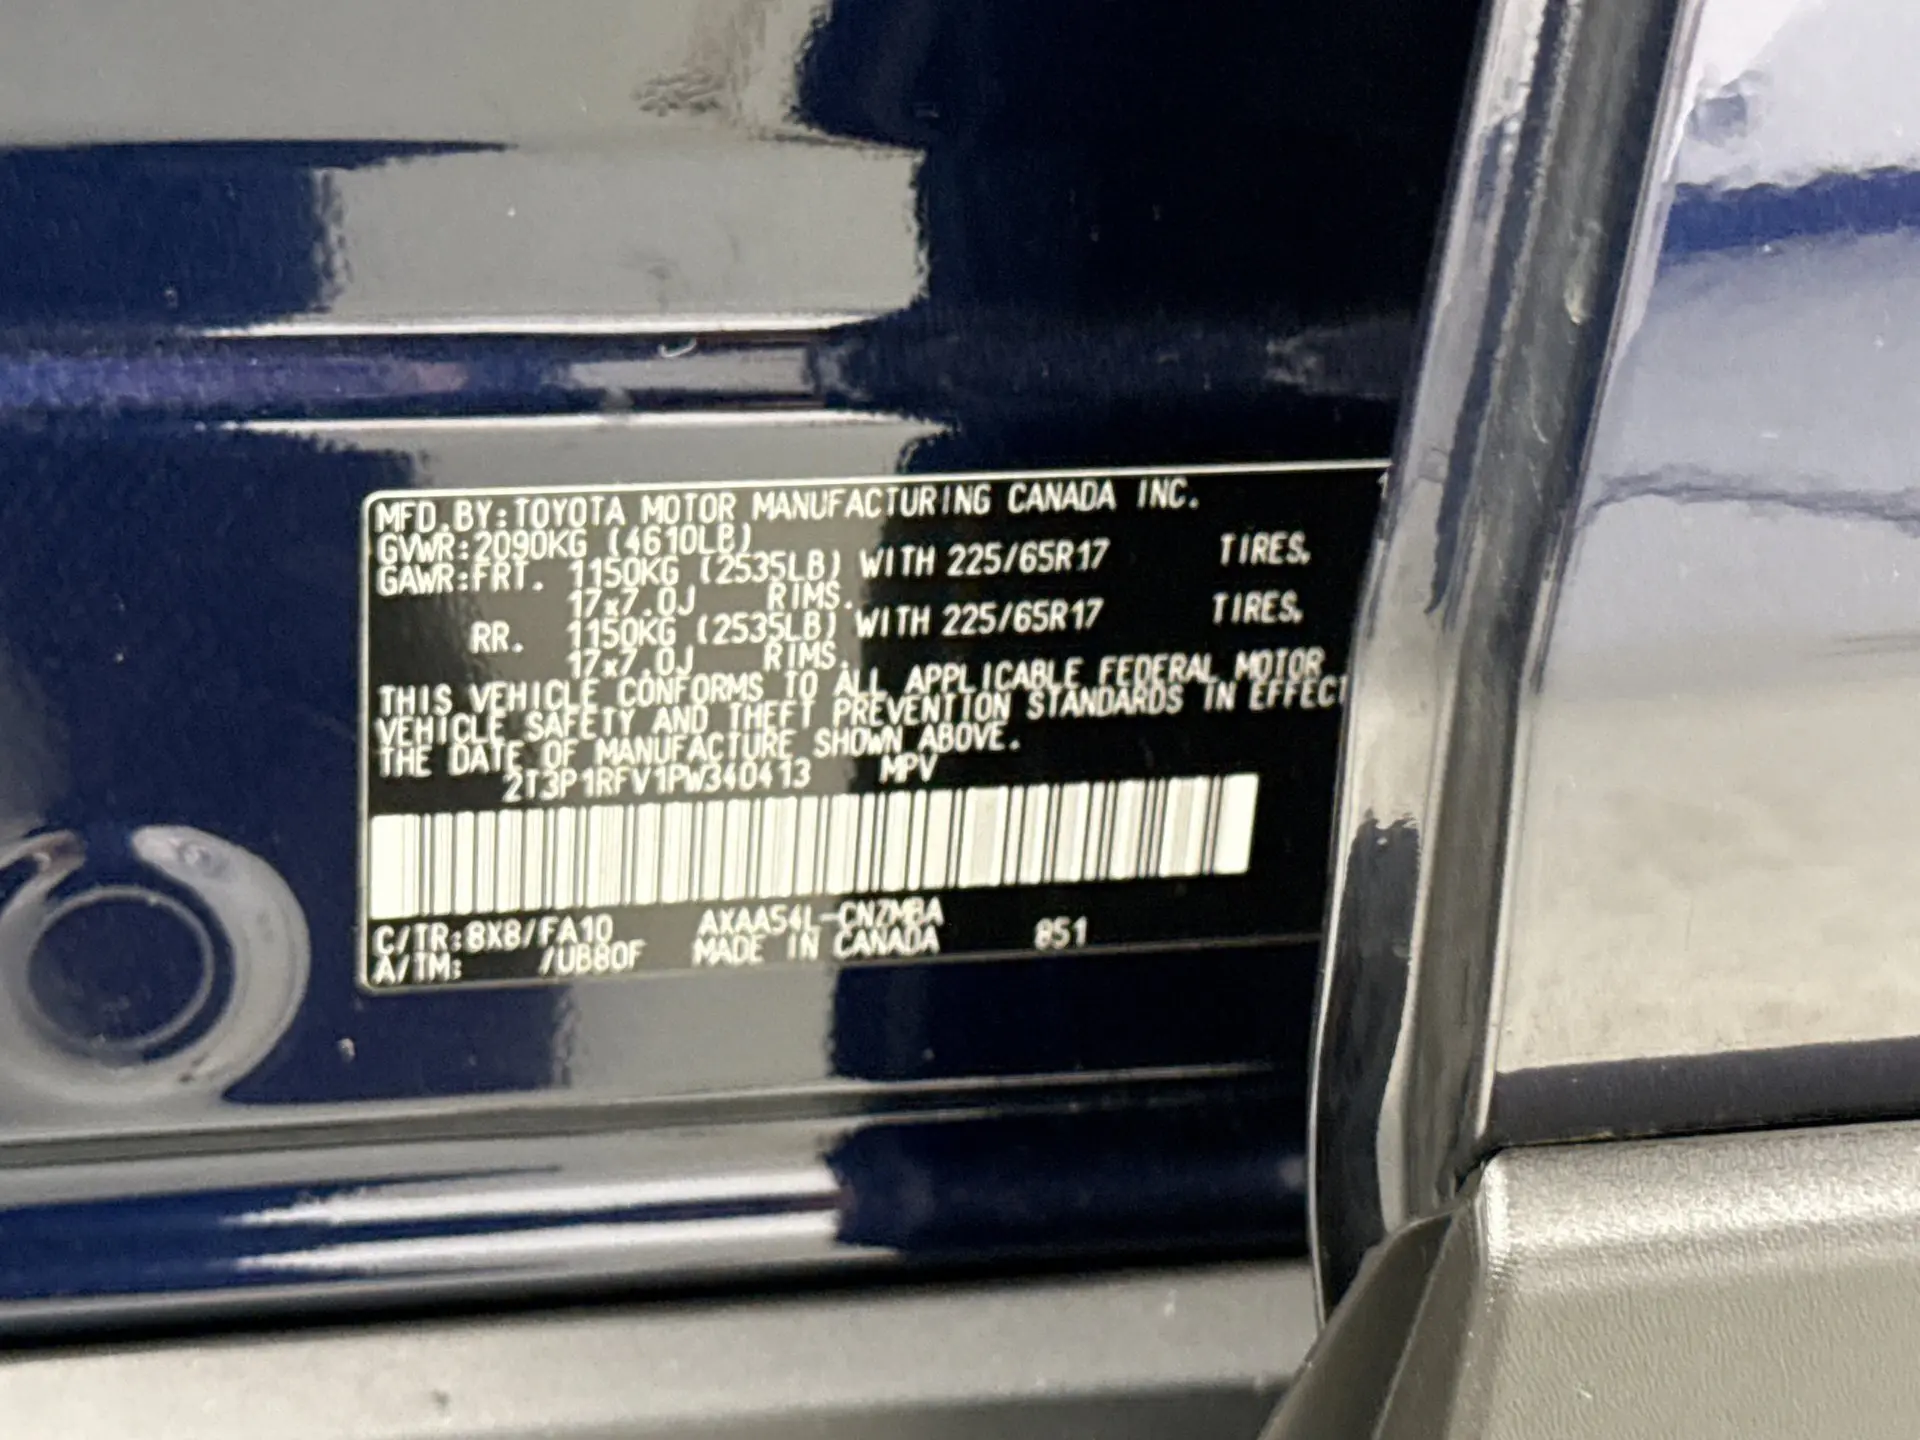 MFD.BY:TOYOTA MOTOR MANUFACTURING CANADA INC. 1
GVWR:2090KG (4610LB)
GAWR:FRT. 1150KG (2535LB) WITH 225/65R17 TIRES,
17x7.0J RIMS.
RR. 1150KG (2535LB) WITH 225/65R17 TIRES,
17x7.0J RIMS.
THIS VEHICLE CONFORMS TO ALL APPLICABLE FEDERAL MOTOR
VEHICLE SAFETY AND THEFT PREVENTION STANDARDS IN EFFECT
THE DATE OF MANUFACTURE SHOWN ABOVE.
2T3P1RFV1PW340413 MPV
C/TR:8X8/FA10 AXAA54L-CNZMBA 851
A/TM: /UB80F MADE IN CANADA